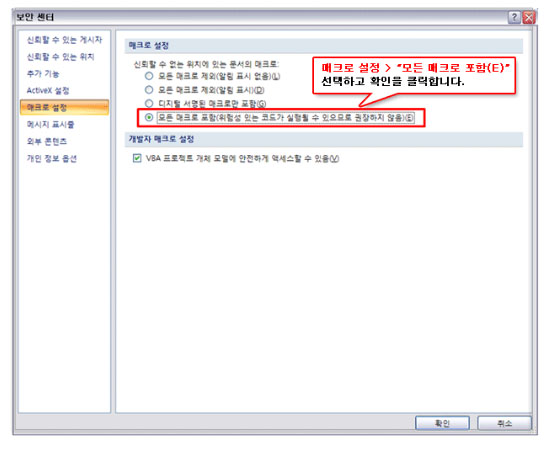 보안 센터
신뢰할 수 있는 게시자
신뢰할 수 있는 위치
추가 기능
ActiveX 설정
매크로 설정
메시지 표시줄
외부 콘텐츠
개인 정보 옵션
매크로 설정
신뢰할 수 없는 위치에 있는 문서의 매크로:
모든 매크로 제외(알림 표시 없음)(L)
모든 매크로 제외(알림 표시)(D)
디지털 서명된 매크로만 포함(G)
모든 매크로 포함(위험성 있는 코드가 실행될 수 있으므로 권장하지 않음)(E)
매크로 설정 > “모든 매크로 포함(E)”
선택하고 확인을 클릭합니다.
개발자 매크로 설정
VBA 프로젝트 개체 모델에 안전하게 액세스할 수 있음(V)
확인
취소